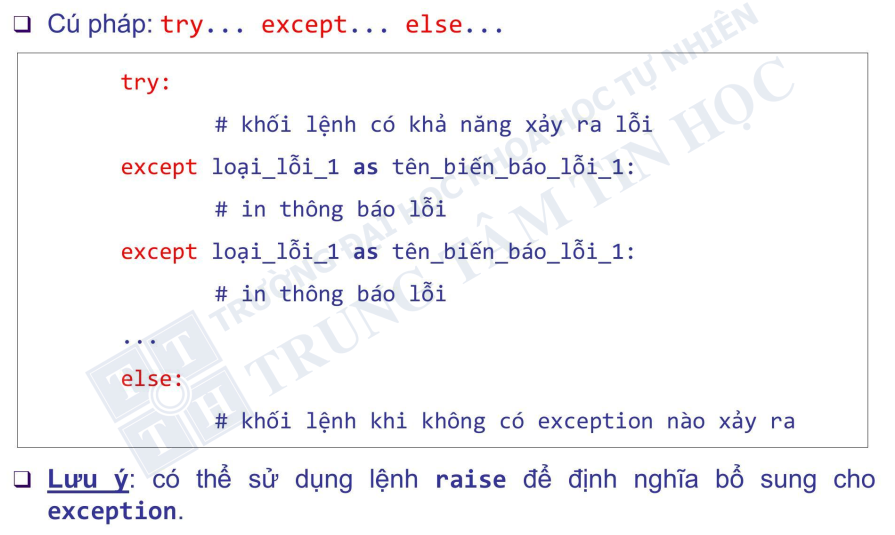 ❑ Cú pháp: try... except... else...
try:
# khối lệnh có khả năng xảy ra lỗi
except loại_lỗi_1 as tên_biến_báo_lỗi_1:
# in thông báo lỗi
except loại_lỗi_1 as tên_biến_báo_lỗi_1:
# in thông báo lỗi
...
else:
# khối lệnh khi không có exception nào xảy ra
❑ Lưu ý: có thể sử dụng lệnh raise để định nghĩa bổ sung cho
exception.
TRƯỜNG ĐẠI HỌC KHOA HỌC TỰ NHIÊN
TRUNG TÂM TIN HỌC
T T
T H